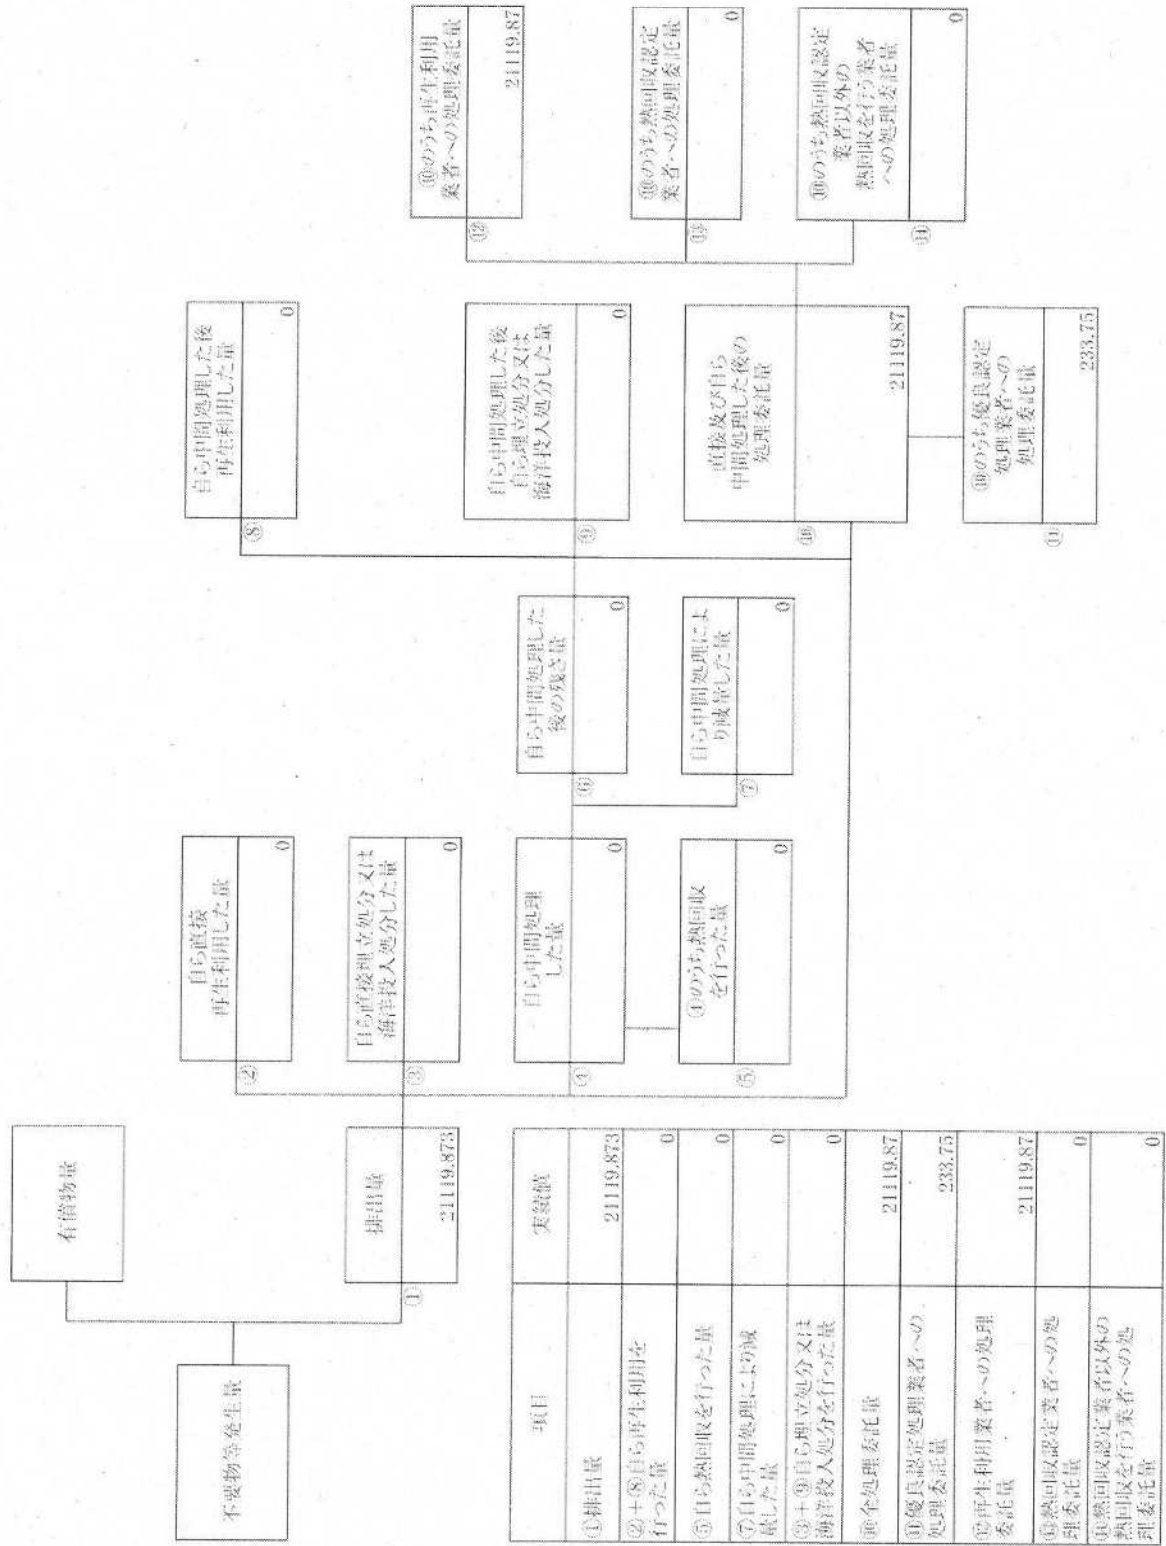 不要物等発生量
有償物量
①
排出量
21119.873
②
自ら直接
再生利用した量
0
③
自ら直接埋立処分又は
海洋投入処分した量
0
④
自ら中間処理
した量
0
⑤
④のうち熱回収
を行った量
0
⑥
自ら中間処理した
後の残さ量
0
⑦
自ら中間処理によ
り減量した量
0
⑧
自ら中間処理した後
再生利用した量
0
⑨
自ら中間処理した後
自ら埋立処分又は
海洋投入処分した量
0
⑩
直接及び自ら
中間処理した後の
処理委託量
21119.87
⑪
⑩のうち優良認定
処理業者への
処理委託量
233.75
⑫
⑩のうち再生利用
業者への処理委託量
21119.87
⑬
⑩のうち熱回収認定
業者への処理委託量
0
⑭
⑩のうち熱回収認定
業者以外の
熱回収を行う業者
への処理委託量
0
項目
実績値
①排出量
21119.873
②+⑧自ら再生利用を
行った量
0
⑤自ら熱回収を行った量
0
⑦自ら中間処理により減
量した量
0
③+⑨自ら埋立処分又は
海洋投入処分を行った量
0
⑩全処理委託量
21119.87
⑪優良認定処理業者への
処理委託量
233.75
⑫再生利用業者への処理
委託量
21119.87
⑬熱回収認定業者への処
理委託量
0
⑭熱回収認定業者以外の
熱回収を行う業者への処
理委託量
0